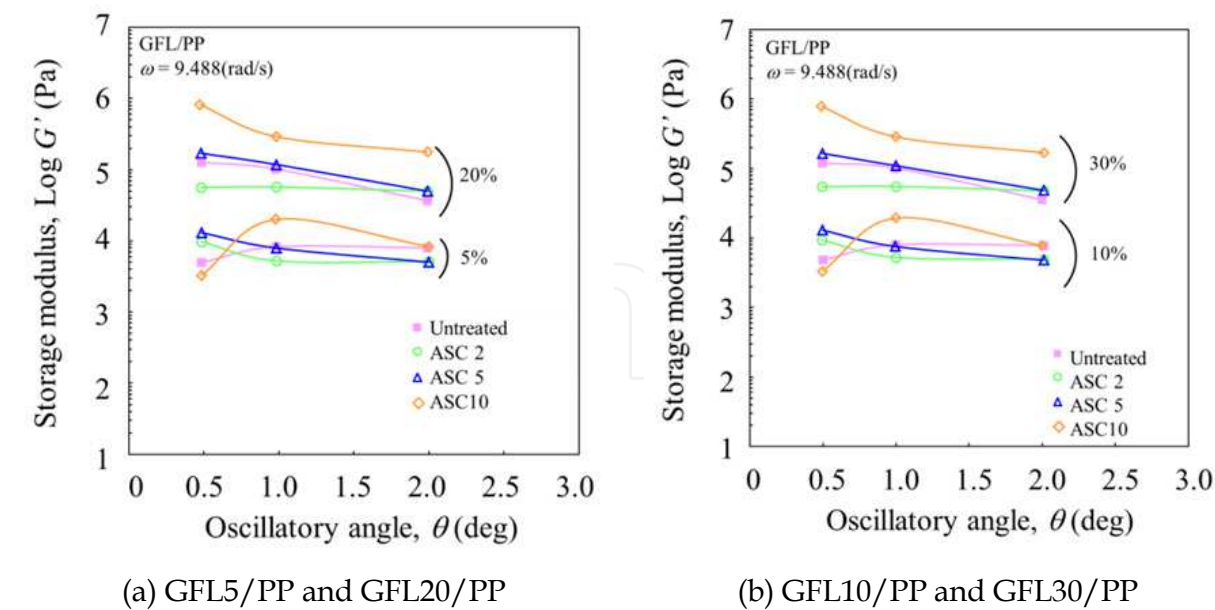 7
6
5
4
3
2
1
GFL/PP
ω = 9.488(rad/s)
20%
5%
Untreated
ASC 2
ASC 5
ASC10
0 0.5 1.0 1.5 2.0 2.5 3.0
Storage modulus, Log G′ (Pa)
Oscillatory angle, θ (deg)
(a) GFL5/PP and GFL20/PP
7
6
5
4
3
2
1
GFL/PP
ω = 9.488(rad/s)
30%
10%
Untreated
ASC 2
ASC 5
ASC10
0 0.5 1.0 1.5 2.0 2.5 3.0
Storage modulus, Log G′ (Pa)
Oscillatory angle, θ (deg)
(b) GFL10/PP and GFL30/PP